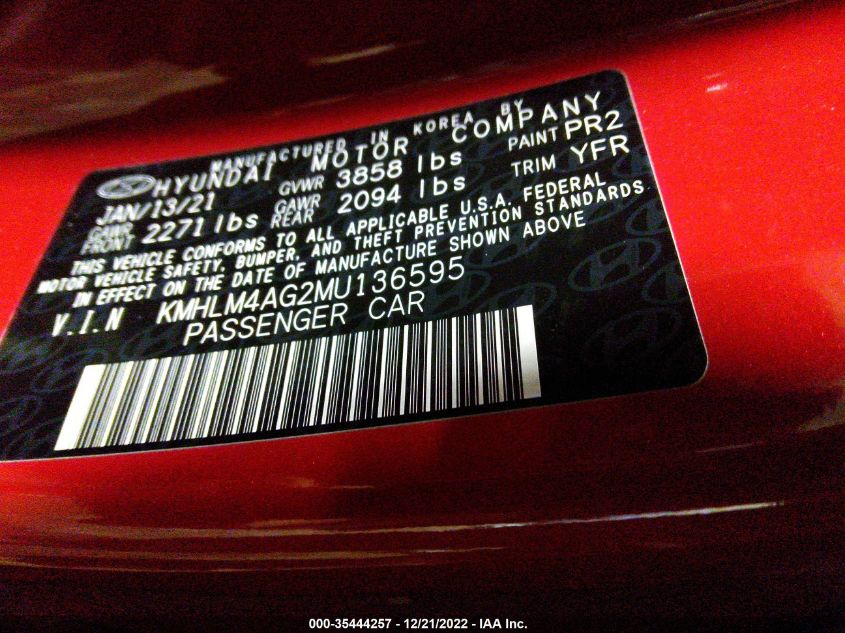 MANUFACTURED IN KOREA BY
HYUNDAI MOTOR COMPANY
JAN/13/21 GVWR 3858 lbs PAINT PR2
GAWR FRONT 2271 lbs GAWR REAR 2094 lbs TRIM YFR
THIS VEHICLE CONFORMS TO ALL APPLICABLE U.S.A. FEDERAL
MOTOR VEHICLE SAFETY, BUMPER, AND THEFT PREVENTION STANDARDS
IN EFFECT ON THE DATE OF MANUFACTURE SHOWN ABOVE
V.I.N KMHLM4AG2MU136595
PASSENGER CAR
000-35444257 - 12/21/2022 - IAA Inc.